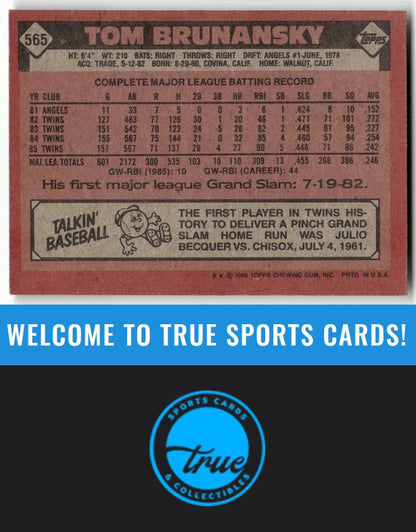 565 TOM BRUNANSKY topps
HT: 6'4" WT: 210 BATS: RIGHT THROWS: RIGHT DRFT: ANGELS #1-JUNE, 1978
ACQ: TRADE, 5-12-82 BORN: 8-20-60, COVINA, CALIF. HOME: WALNUT, CALIF.
COMPLETE MAJOR LEAGUE BATTING RECORD
YR CLUB G AB R H 2B 3B HR RBI SB SLG BB SO AVG
81 ANGELS 11 33 7 5 0 0 3 6 1 .424 8 10 .152
82 TWINS 127 463 77 126 30 1 20 46 1 .471 71 101 .272
83 TWINS 151 542 70 123 24 5 28 82 2 .445 61 95 .227
84 TWINS 155 567 75 144 21 0 32 85 4 .460 57 94 .254
85 TWINS 157 567 71 137 28 4 27 90 5 .448 71 86 .242
MAJ. LEA. TOTALS 601 2172 300 535 103 10 110 309 13 .455 268 386 .246
GW-RBI (1985): 10 GW-RBI (CAREER): 44
His first major league Grand Slam: 7-19-82.
TALKIN'
BASEBALL
THE FIRST PLAYER IN TWINS HIS-
TORY TO DELIVER A PINCH GRAND
SLAM HOME RUN WAS JULIO
BECQUER VS. CHISOX, JULY 4, 1961.
© 1986 TOPPS CHEWING GUM, INC. PRTD. IN U.S.A.
WELCOME TO TRUE SPORTS CARDS!
SPORTS CARDS
true
& COLLECTIBLES